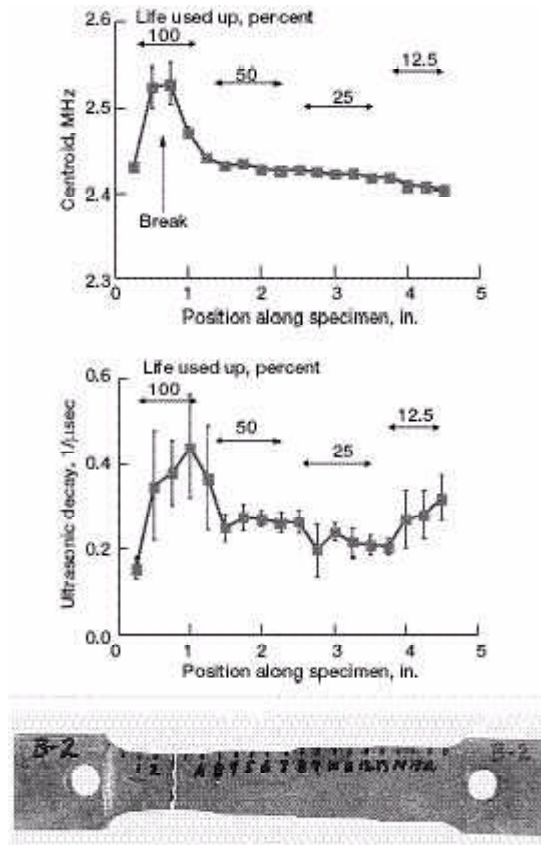 Life used up, percent
100
50
25
12.5
Break
2.6
2.5
2.4
2.3
Centroid, MHz
0 1 2 3 4 5
Position along specimen, in.
Life used up, percent
100
50
25
12.5
0.6
0.4
0.2
0.0
Ultrasonic decay, 1/µsec
0 1 2 3 4 5
Position along specimen, in.
B-2
B-2
1 2